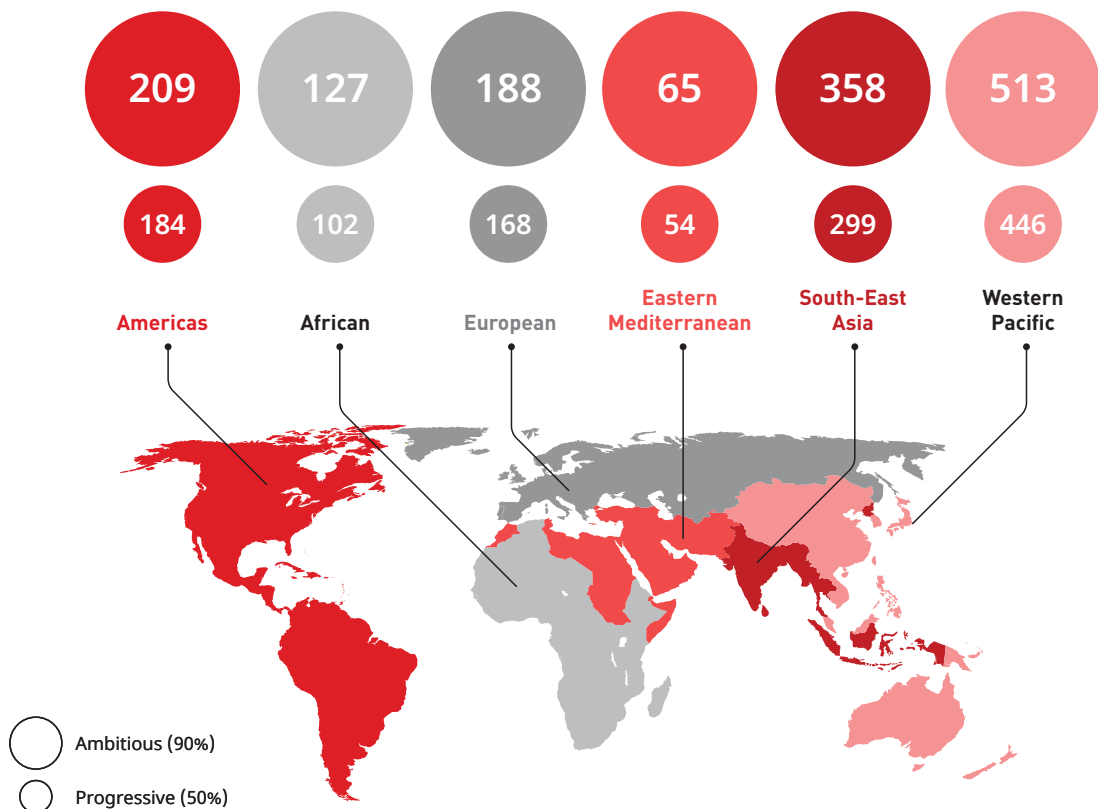 209
127
188
65
358
513
184
102
168
54
299
446
Americas
African
European
Eastern
Mediterranean
South-East
Asia
Western
Pacific
Ambitious (90%)
Progressive (50%)